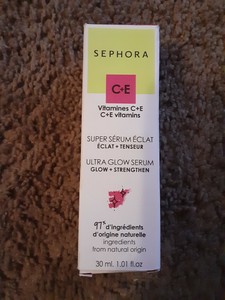 SEPHORA
C+E
Vitamines C+E
C+E vitamins
SUPER SÉRUM ÉCLAT
ÉCLAT + TENSEUR
ULTRA GLOW SERUM
GLOW + STRENGTHEN
97% d'ingrédients
d'origine naturelle
ingredients
from natural origin
30 ml. 1.01 fl.oz